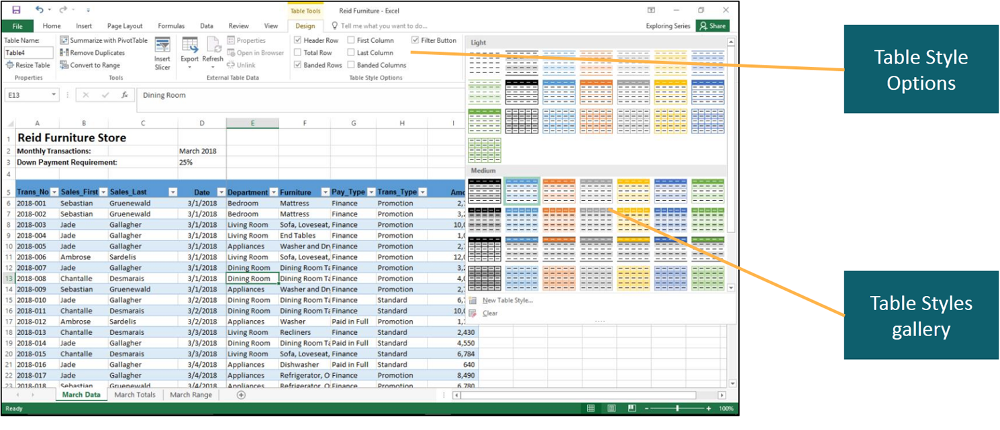 Table Tools Reid Furniture - Excel
File Home Insert Page Layout Formulas Data Review View Design Tell me what you want to do... Exploring Series Share
Table Name: Summarize with PivotTable Properties Header Row First Column Filter Button
Table4 Remove Duplicates Open in Browser Total Row Last Column
Resize Table Convert to Range Insert Slicer Export Refresh Unlink Banded Rows Banded Columns
Properties Tools External Table Data Table Style Options
Light
Medium
New Table Style...
Clear
E13 fx Dining Room
A B C D E F G H I
1 Reid Furniture Store
2 Monthly Transactions: March 2018
3 Down Payment Requirement: 25%
4
5 Trans_No Sales_First Sales_Last Date Department Furniture Pay_Type Trans_Type Amo
6 2018-001 Sebastian Gruenewald 3/1/2018 Bedroom Mattress Finance Promotion 2,
7 2018-002 Sebastian Gruenewald 3/1/2018 Bedroom Mattress Finance Promotion 3,2
8 2018-003 Jade Gallagher 3/1/2018 Living Room Sofa, Loveseat, Finance Promotion 10,0
9 2018-004 Jade Gallagher 3/1/2018 Living Room End Tables Finance Promotion 1,0
10 2018-005 Jade Gallagher 3/1/2018 Appliances Washer and Dry Finance Promotion 2,
11 2018-006 Ambrose Sardelis 3/1/2018 Living Room Sofa, Loveseat, Finance Promotion 12,0
12 2018-007 Jade Gallagher 3/1/2018 Dining Room Dining Room Ta Finance Promotion 3,2
13 2018-008 Chantalle Desmarais 3/1/2018 Dining Room Dining Room Ta Finance Promotion 4,0
14 2018-009 Sebastian Gruenewald 3/1/2018 Appliances Washer and Dry Finance Promotion 2,
15 2018-010 Jade Gallagher 3/2/2018 Dining Room Dining Room Ta Finance Standard 6,
16 2018-011 Chantalle Desmarais 3/2/2018 Dining Room Dining Room Ta Finance Standard 10,0
17 2018-012 Ambrose Sardelis 3/2/2018 Appliances Washer Paid in Full Promotion 1,
18 2018-013 Chantalle Desmarais 3/3/2018 Living Room Recliners Finance Standard 2,430
19 2018-014 Jade Gallagher 3/3/2018 Dining Room Dining Room Ta Paid in Full Standard 4,550
20 2018-015 Chantalle Desmarais 3/3/2018 Living Room Sofa, Loveseat, Finance Standard 6,784
21 2018-016 Jade Gallagher 3/4/2018 Appliances Dishwasher Paid in Full Standard 640
22 2018-017 Jade Gallagher 3/4/2018 Appliances Refrigerator, O Finance Promotion 8,490
23 2018-018 Sebastian Gruenewald 3/4/2018 Appliances Refrigerator, O Finance Promotion 6,780
March Data March Totals March Range
Ready 100%
Table Style
Options
Table Styles
gallery